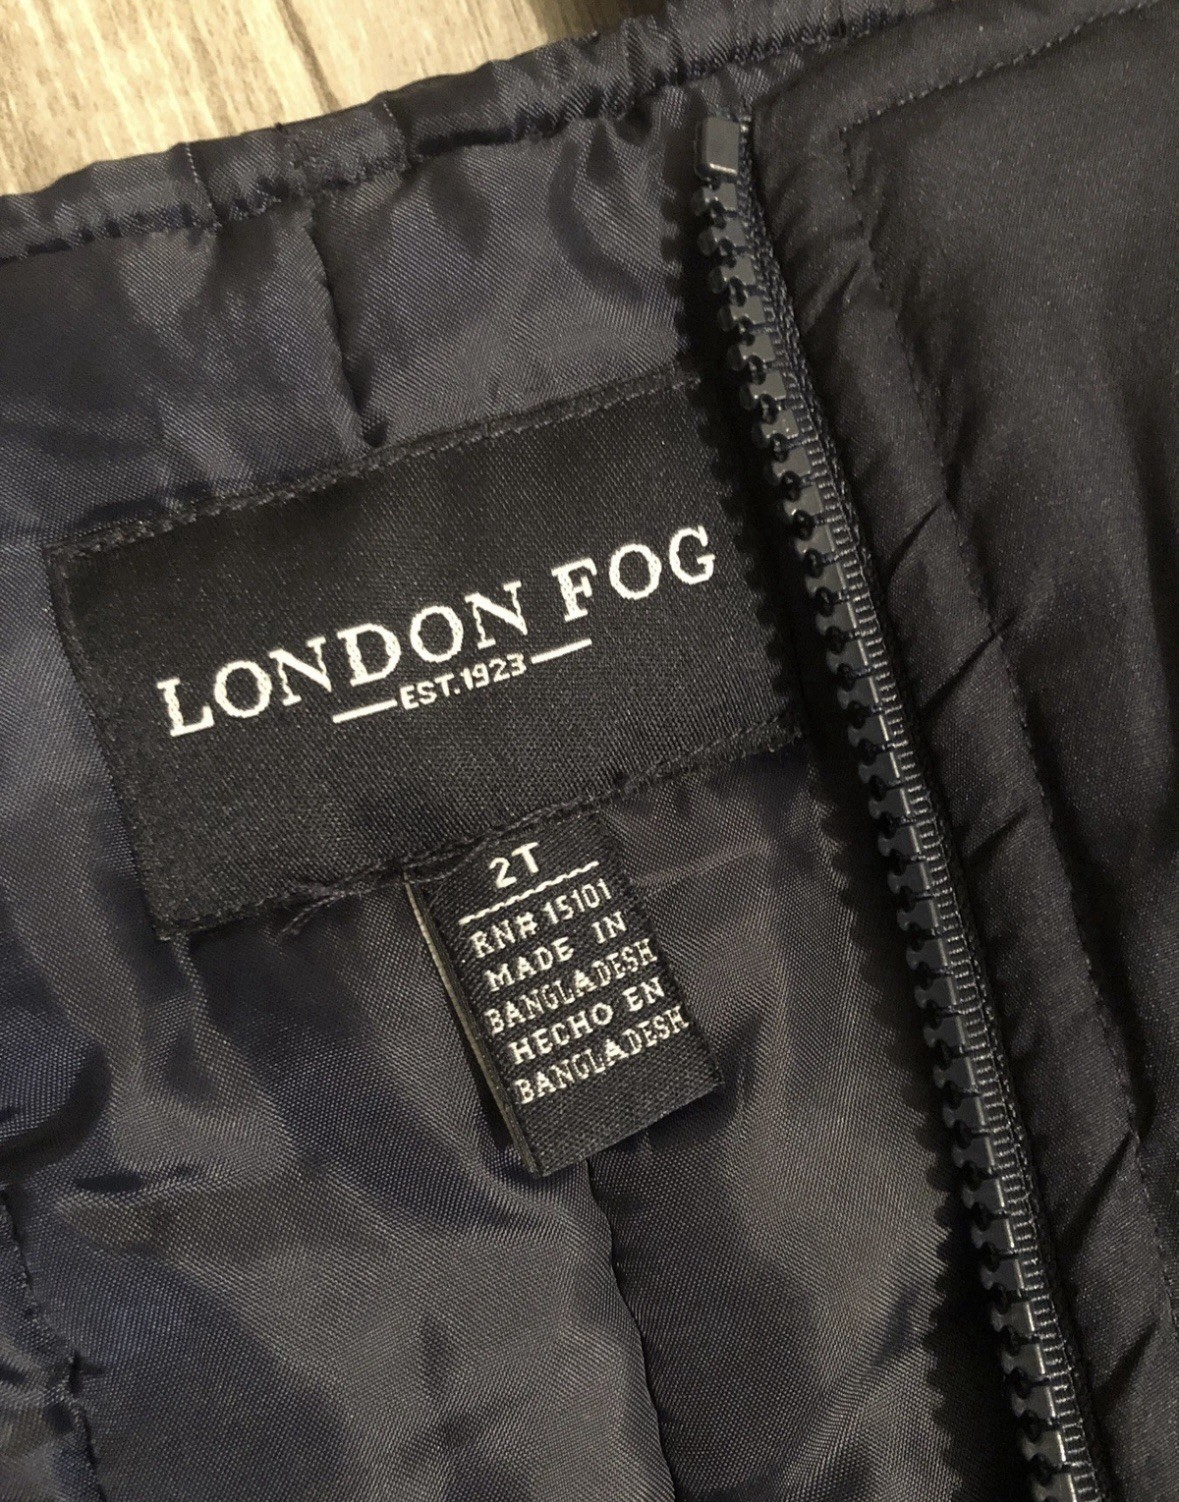 LONDON FOG
EST. 1923
2T
RN# 15101
MADE IN
BANGLADESH
HECHO EN
BANGLADESH